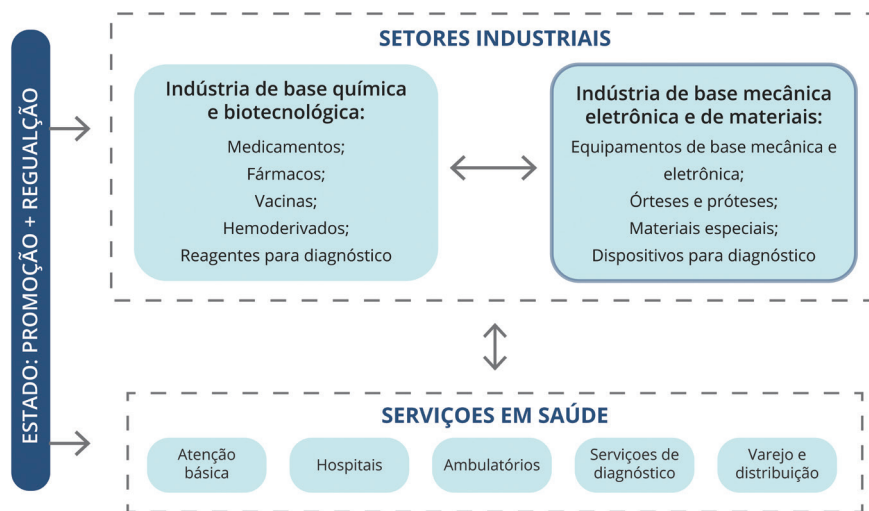 ESTADO: PROMOÇÃO + REGUALÇÃO
SETORES INDUSTRIAIS
Indústria de base química
e biotecnológica:
Medicamentos;
Fármacos;
Vacinas;
Hemoderivados;
Reagentes para diagnóstico
Indústria de base mecânica
eletrônica e de materiais:
Equipamentos de base mecânica e
eletrônica;
Órteses e próteses;
Materiais especiais;
Dispositivos para diagnóstico
SERVIÇOES EM SAÚDE
Atenção
básica
Hospitais
Ambulatórios
Serviçoes de
diagnóstico
Varejo e
distribuição